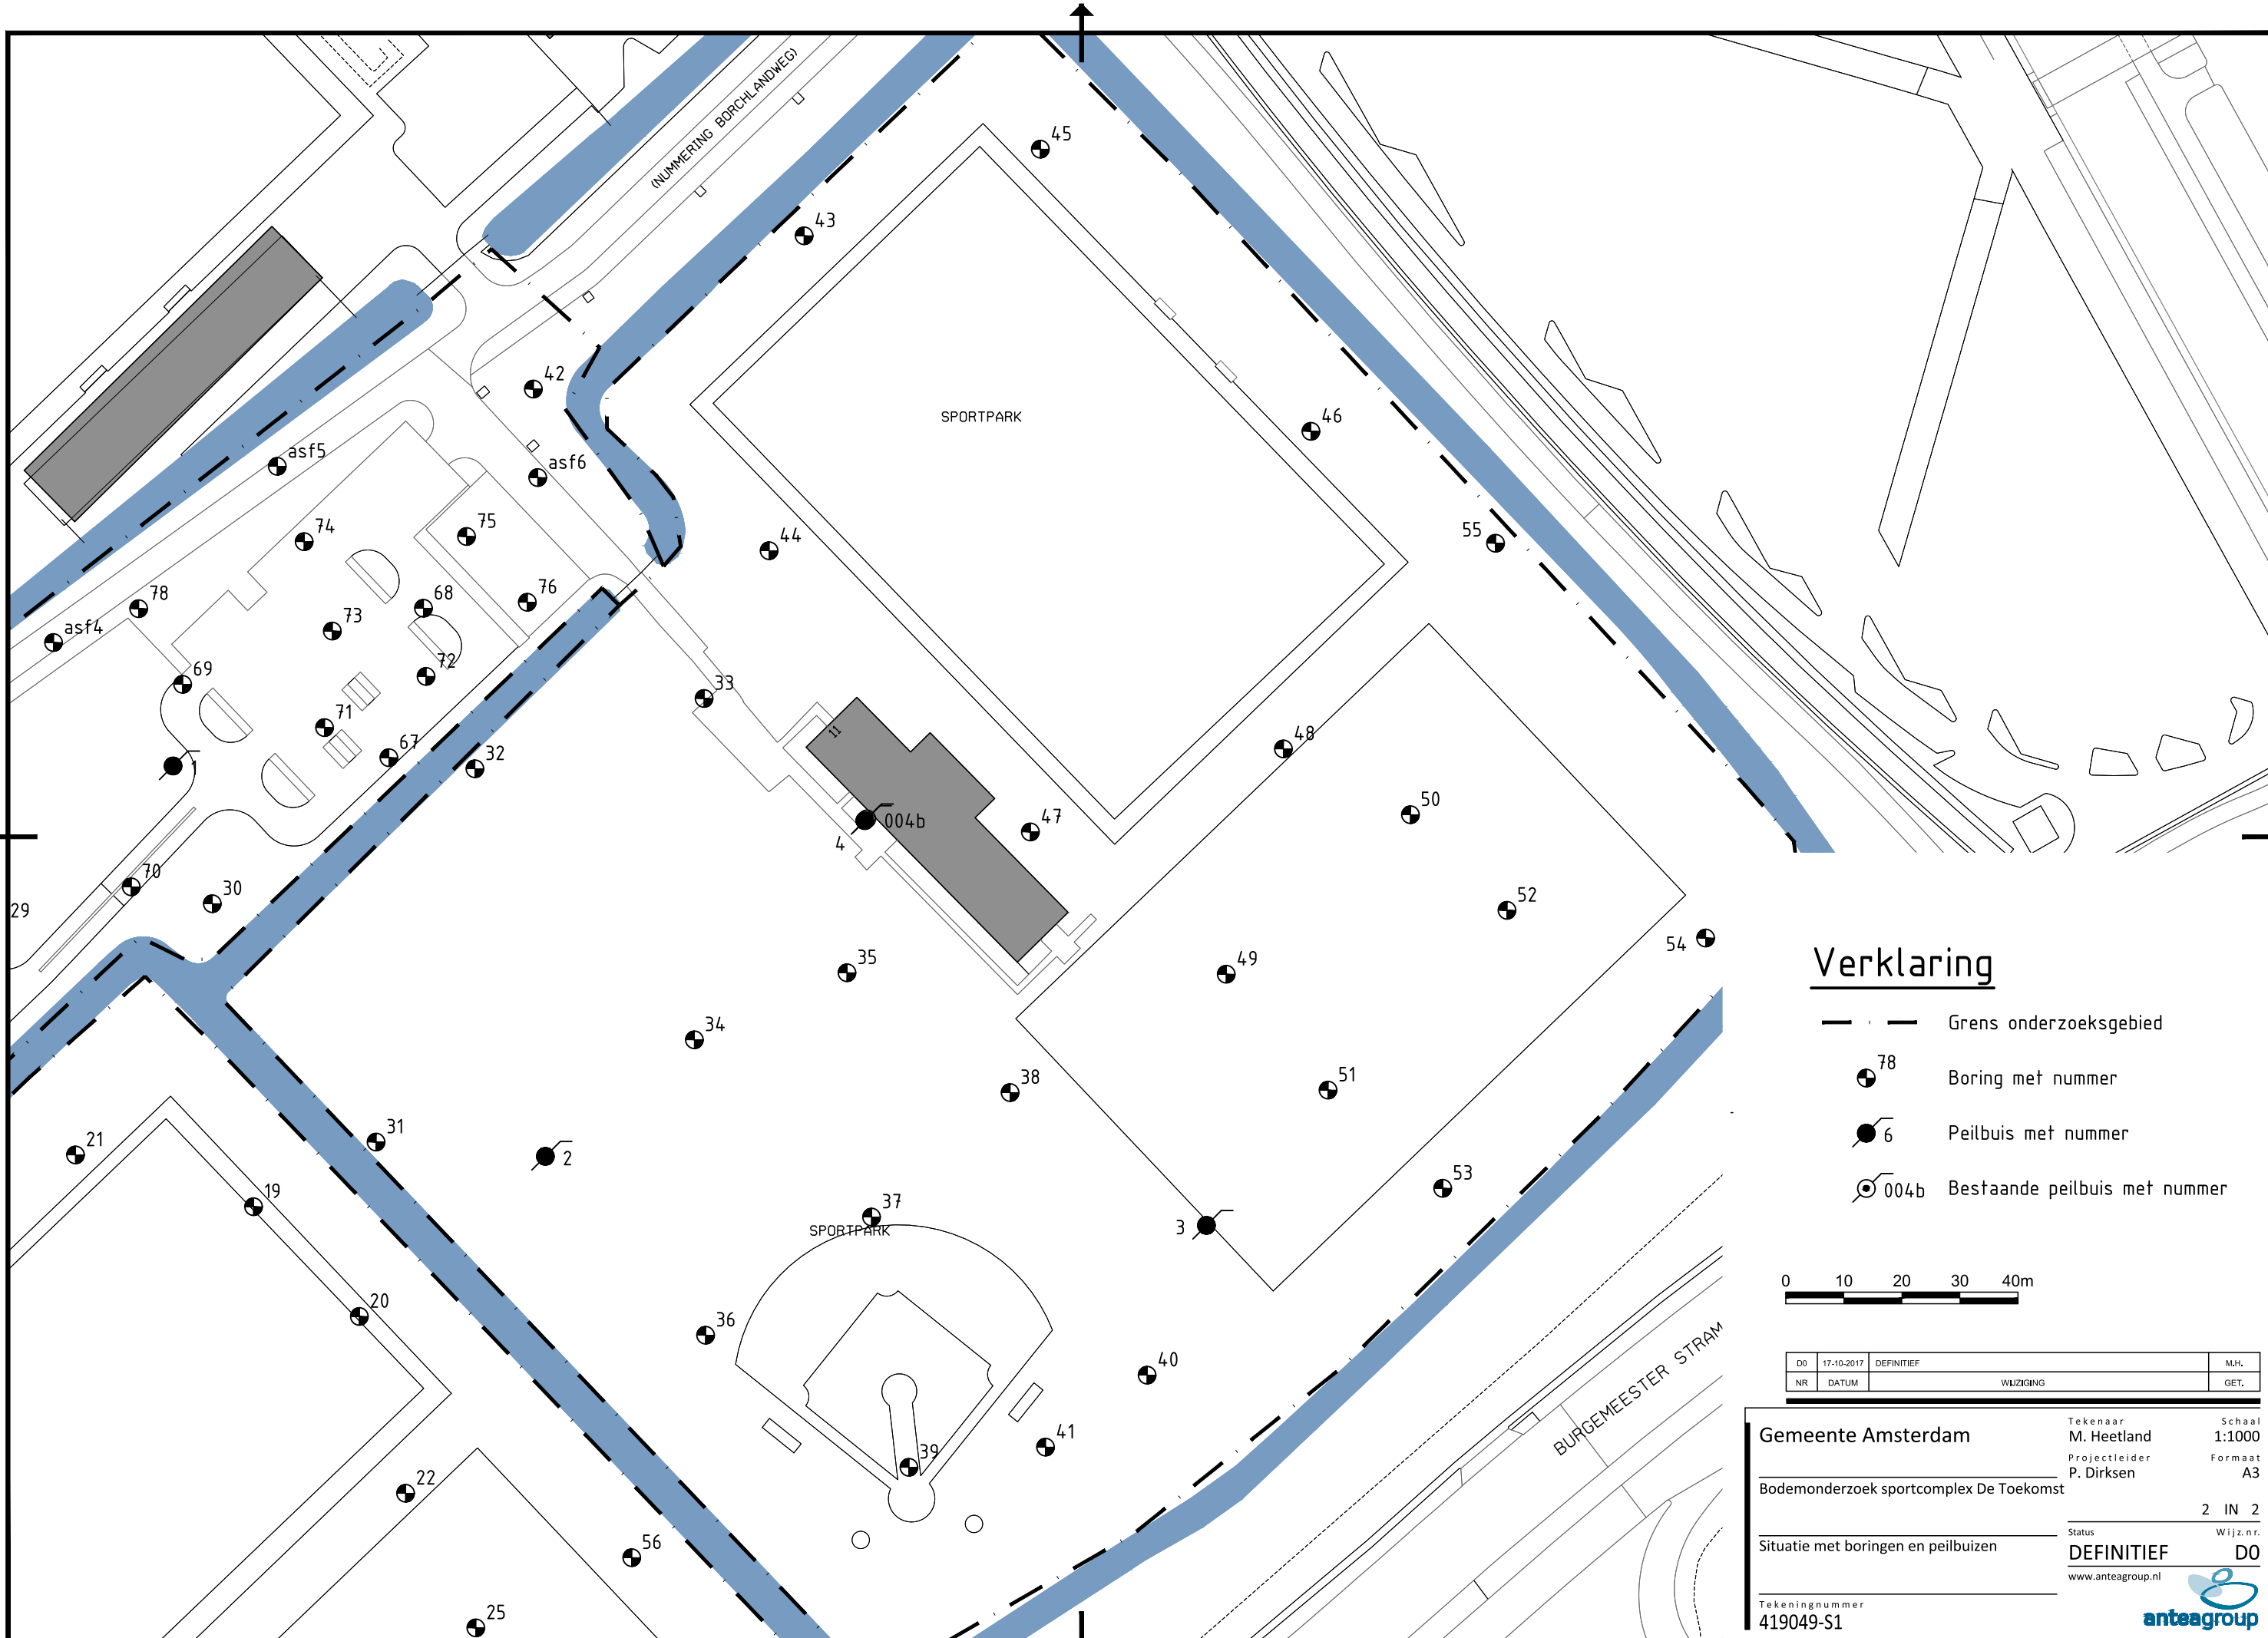 (NUMMERING BORCHLANDWEG)
45
43
42
SPORTPARK
46
asf5
asf6
74
75
44
55
78
68
76
asf4
73
72
69
33
71
11
48
67
32
1
50
004b
4
47
70
30
29
52
54
35
49
34
38
51
31
21
2
19
53
37
SPORTPARK
3
20
36
40
41
39
22
56
25
BURGEMEESTER STRAM
Verklaring
Grens onderzoeksgebied
78 Boring met nummer
6 Peilbuis met nummer
004b Bestaande peilbuis met nummer
0 10 20 30 40m
D0 17-10-2017 DEFINITIEF M.H.
NR DATUM WIJZIGING GET.
Gemeente Amsterdam
Tekenaar Schaal
M. Heetland 1:1000
Projectleider Formaat
P. Dirksen A3
Bodemonderzoek sportcomplex De Toekomst
2 IN 2
Situatie met boringen en peilbuizen
Status Wijz.nr.
DEFINITIEF D0
www.anteagroup.nl
Tekeningnummer
419049-S1
anteagroup